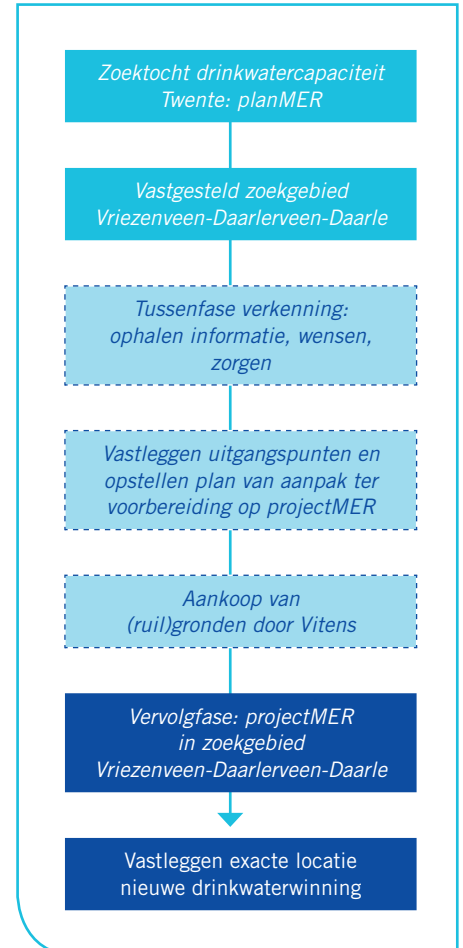 Zoektocht drinkwatercapaciteit
Twente: planMER
Vastgesteld zoekgebied
Vriezenveen-Daarlerveen-Daarle
Tussenfase verkenning:
ophalen informatie, wensen,
zorgen
Vastleggen uitgangspunten en
opstellen plan van aanpak ter
voorbereiding op projectMER
Aankoop van
(ruil)gronden door Vitens
Vervolgfase: projectMER
in zoekgebied
Vriezenveen-Daarlerveen-Daarle
Vastleggen exacte locatie
nieuwe drinkwaterwinning